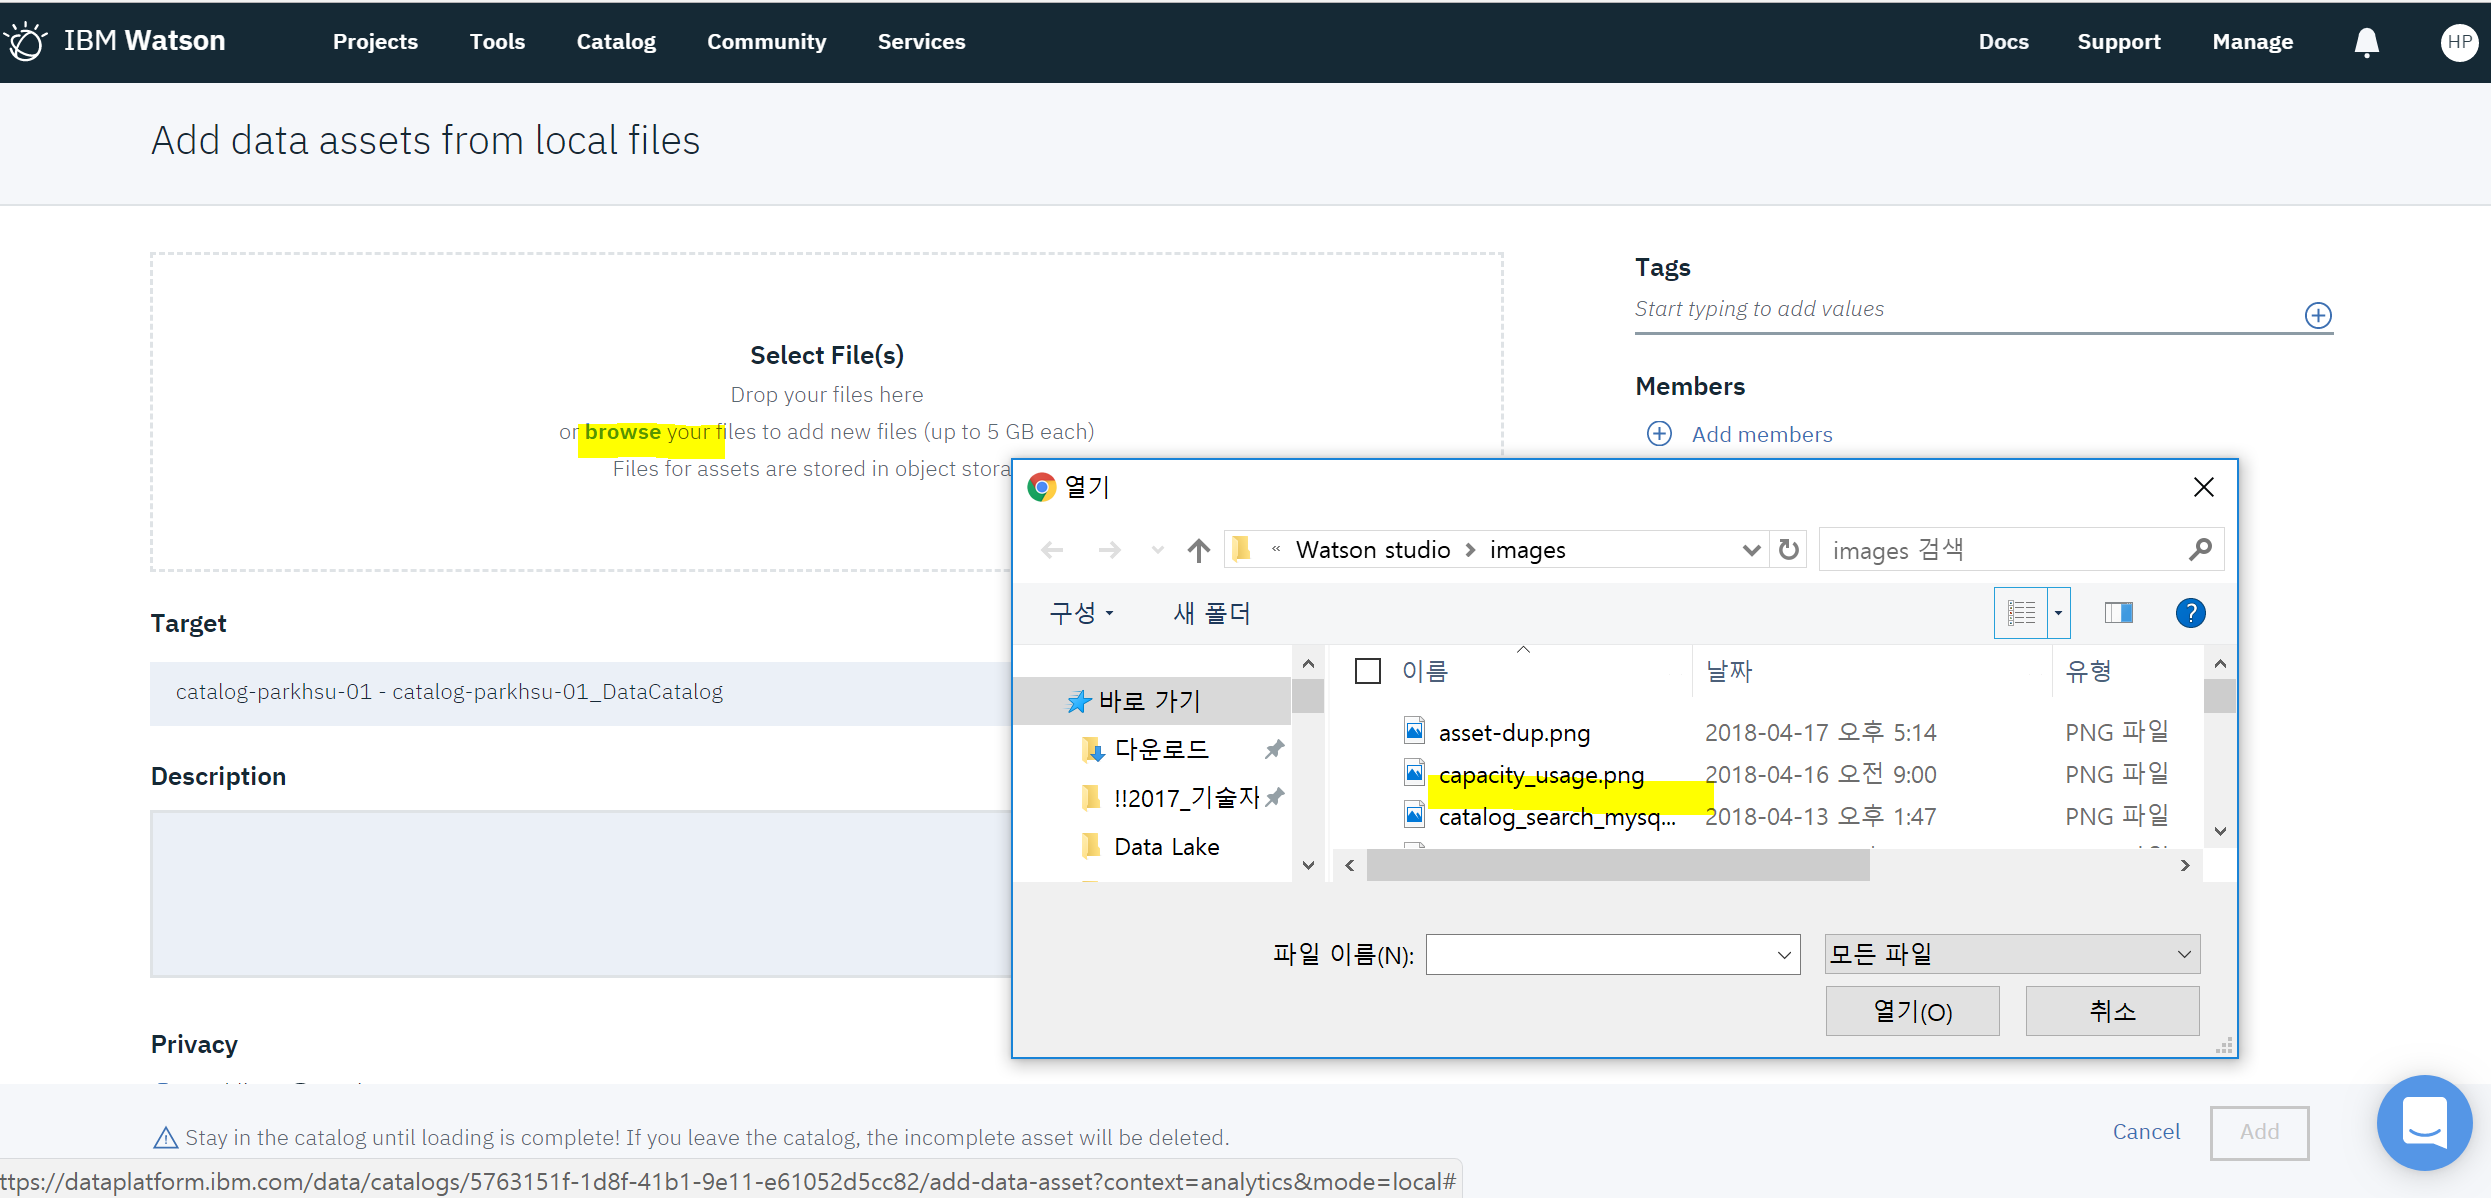 IBM Watson Projects Tools Catalog Community Services Docs Support Manage HP
Add data assets from local files
Select File(s)
Drop your files here
or browse your files to add new files (up to 5 GB each)
Files for assets are stored in object stora
Tags
Start typing to add values
Members
Add members
Target
catalog-parkhsu-01 - catalog-parkhsu-01_DataCatalog
Description
Privacy
열기
« Watson studio > images
images 검색
구성 새 폴더
바로 가기
다운로드
!!2017_기술자
Data Lake
이름 날짜 유형
asset-dup.png 2018-04-17 오후 5:14 PNG 파일
capacity_usage.png 2018-04-16 오전 9:00 PNG 파일
catalog_search_mysq... 2018-04-13 오후 1:47 PNG 파일
파일 이름(N): 모든 파일
열기(O) 취소
Stay in the catalog until loading is complete! If you leave the catalog, the incomplete asset will be deleted.
Cancel Add
ttps://dataplatform.ibm.com/data/catalogs/5763151f-1d8f-41b1-9e11-e61052d5cc82/add-data-asset?context=analytics&mode=local#